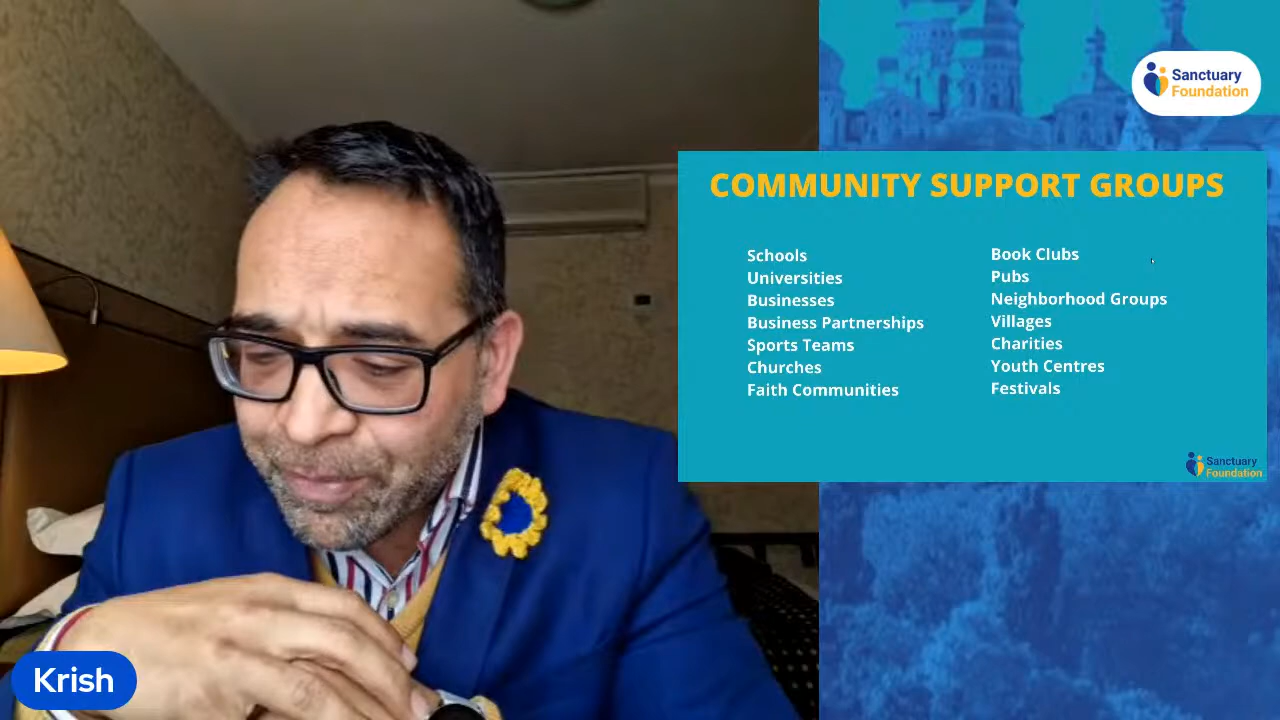 Sanctuary
Foundation
COMMUNITY SUPPORT GROUPS
Schools
Universities
Businesses
Business Partnerships
Sports Teams
Churches
Faith Communities
Book Clubs
Pubs
Neighborhood Groups
Villages
Charities
Youth Centres
Festivals
Sanctuary
Foundation
Krish